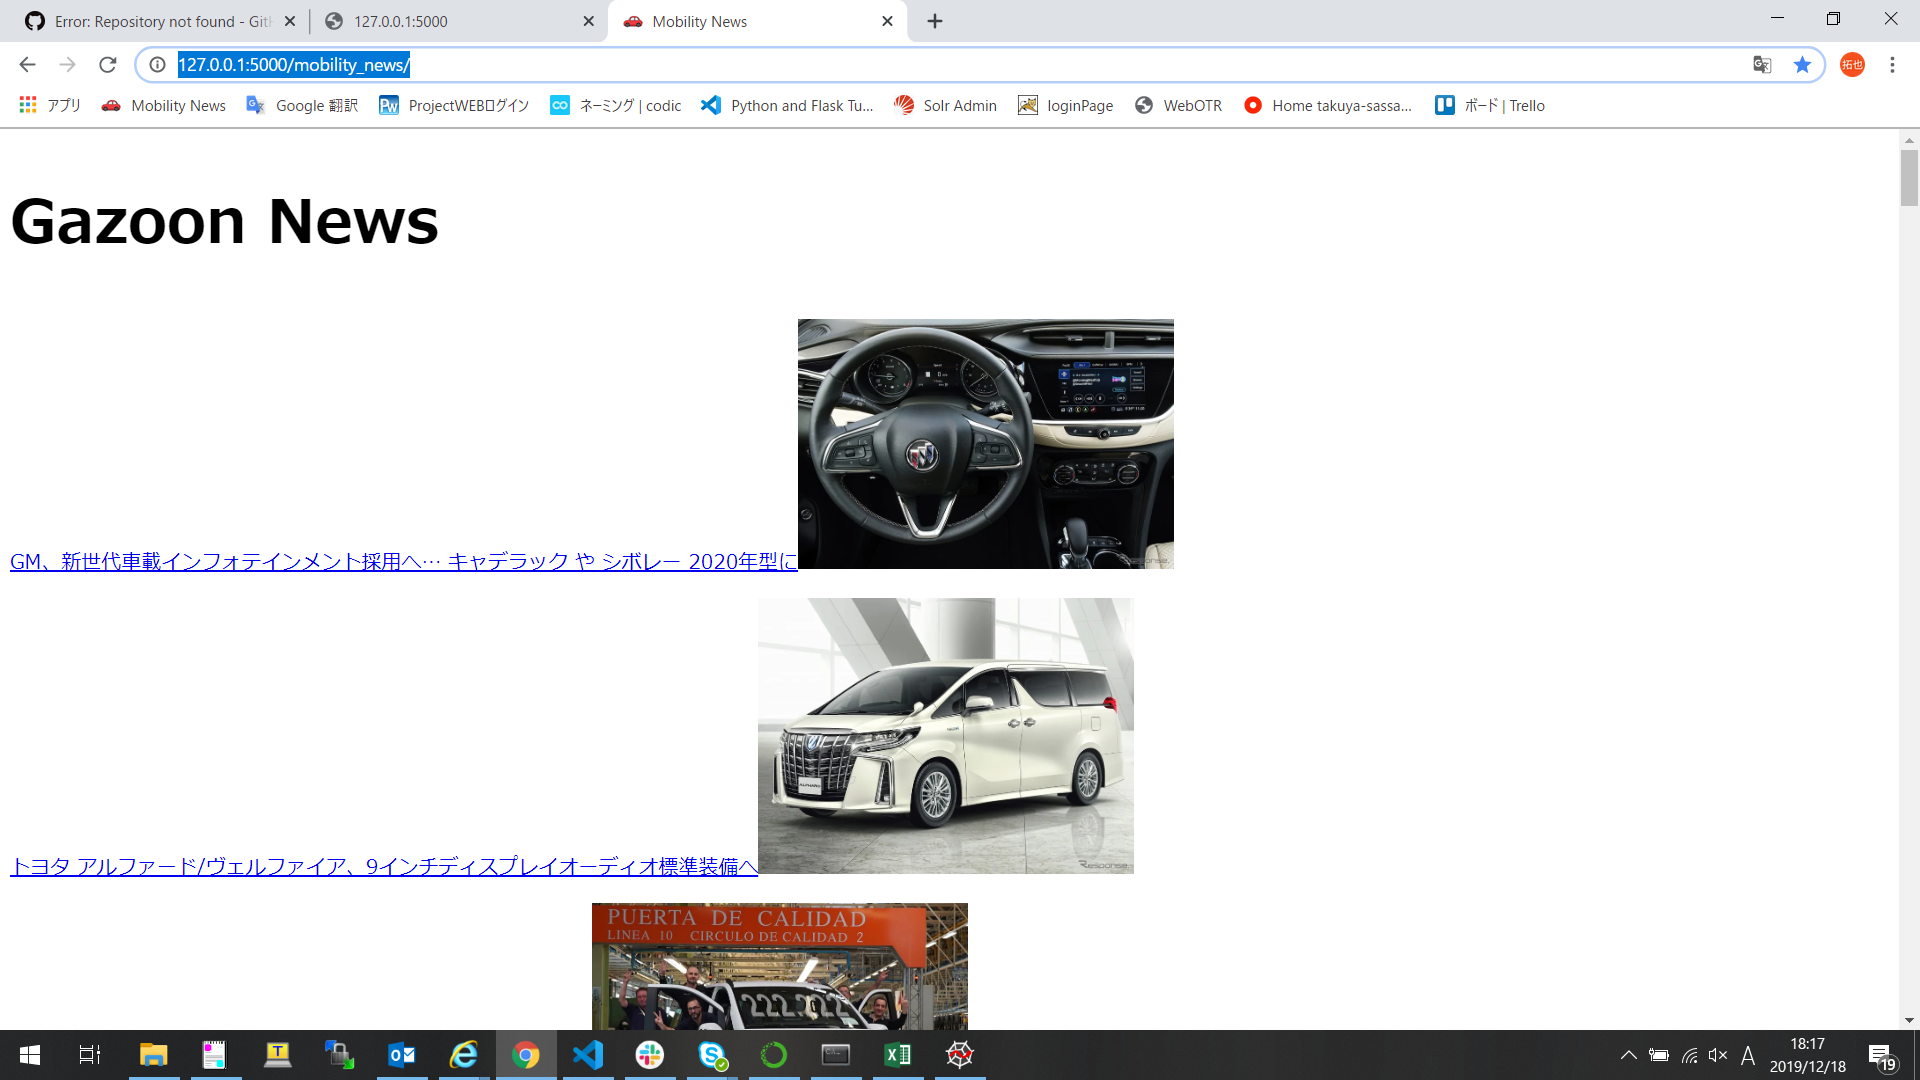 Error: Repository not found - Git
127.0.0.1:5000
Mobility News
127.0.0.1:5000/mobility_news/
拓也
アプリ
Mobility News
Google 翻訳
ProjectWEBログイン
ネーミング | codic
Python and Flask Tu...
Solr Admin
loginPage
WebOTR
Home takuya-sassa...
ボード | Trello
Gazoon News
GM、新世代車載インフォテインメント採用へ… キャデラック や シボレー 2020年型に
トヨタ アルファード/ヴェルファイア、9インチディスプレイオーディオ標準装備へ
Response.
PUERTA DE CALIDAD
LINEA 10 CIRCULO DE CALIDAD 2
222.222
A
18:17
2019/12/18
19